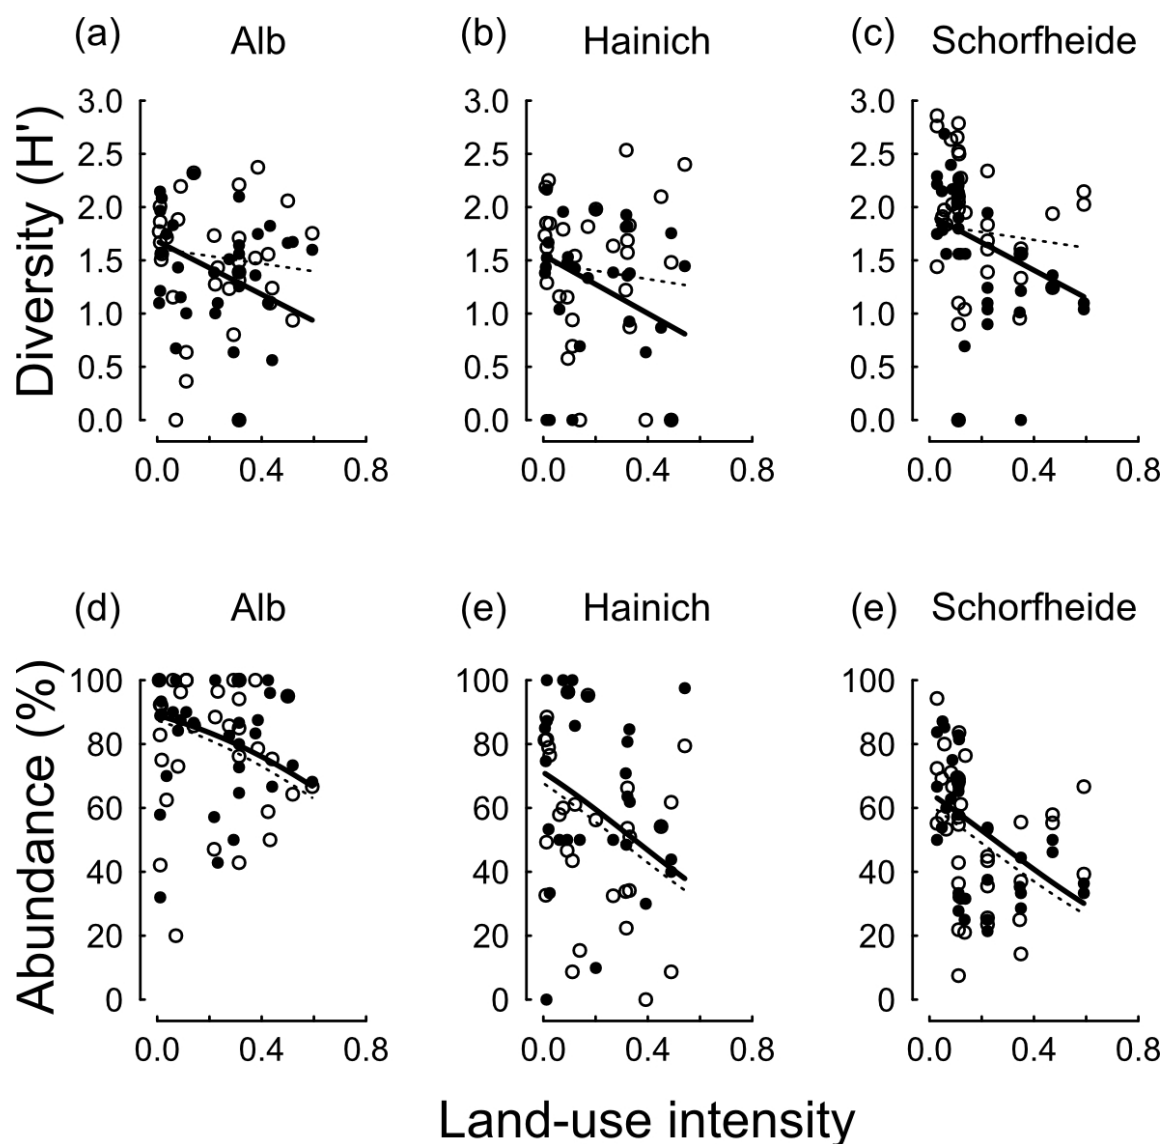 (a) Alb (b) Hainich (c) Schorfheide
Diversity (H')
3.0 3.0 3.0
2.5 2.5 2.5
2.0 2.0 2.0
1.5 1.5 1.5
1.0 1.0 1.0
0.5 0.5 0.5
0.0 0.0 0.0
0.0 0.4 0.8 0.0 0.4 0.8 0.0 0.4 0.8
(d) Alb (e) Hainich (e) Schorfheide
Abundance (%)
100 100 100
80 80 80
60 60 60
40 40 40
20 20 20
0 0 0
0.0 0.4 0.8 0.0 0.4 0.8 0.0 0.4 0.8
Land-use intensity